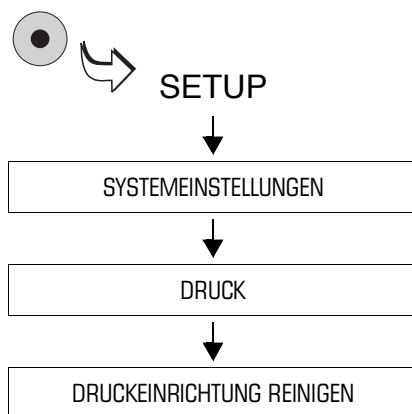 SETUP
SYSTEMEINSTELLUNGEN
DRUCK
DRUCKEINRICHTUNG REINIGEN